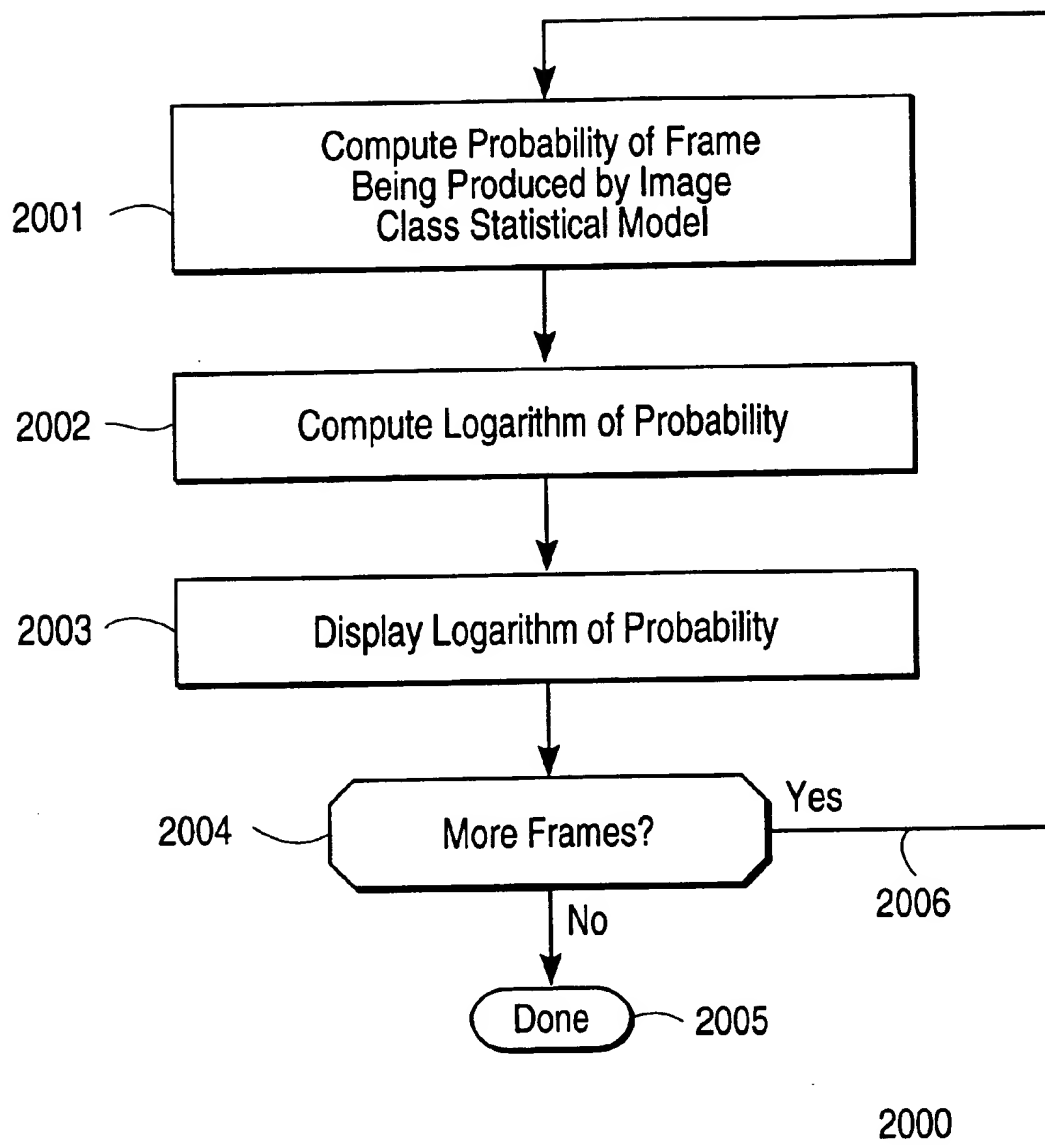 Compute Probability of Frame
Being Produced by Image
Class Statistical Model
2001
Compute Logarithm of Probability
2002
Display Logarithm of Probability
2003
More Frames?
2004
Yes
2006
No
Done
2005
2000